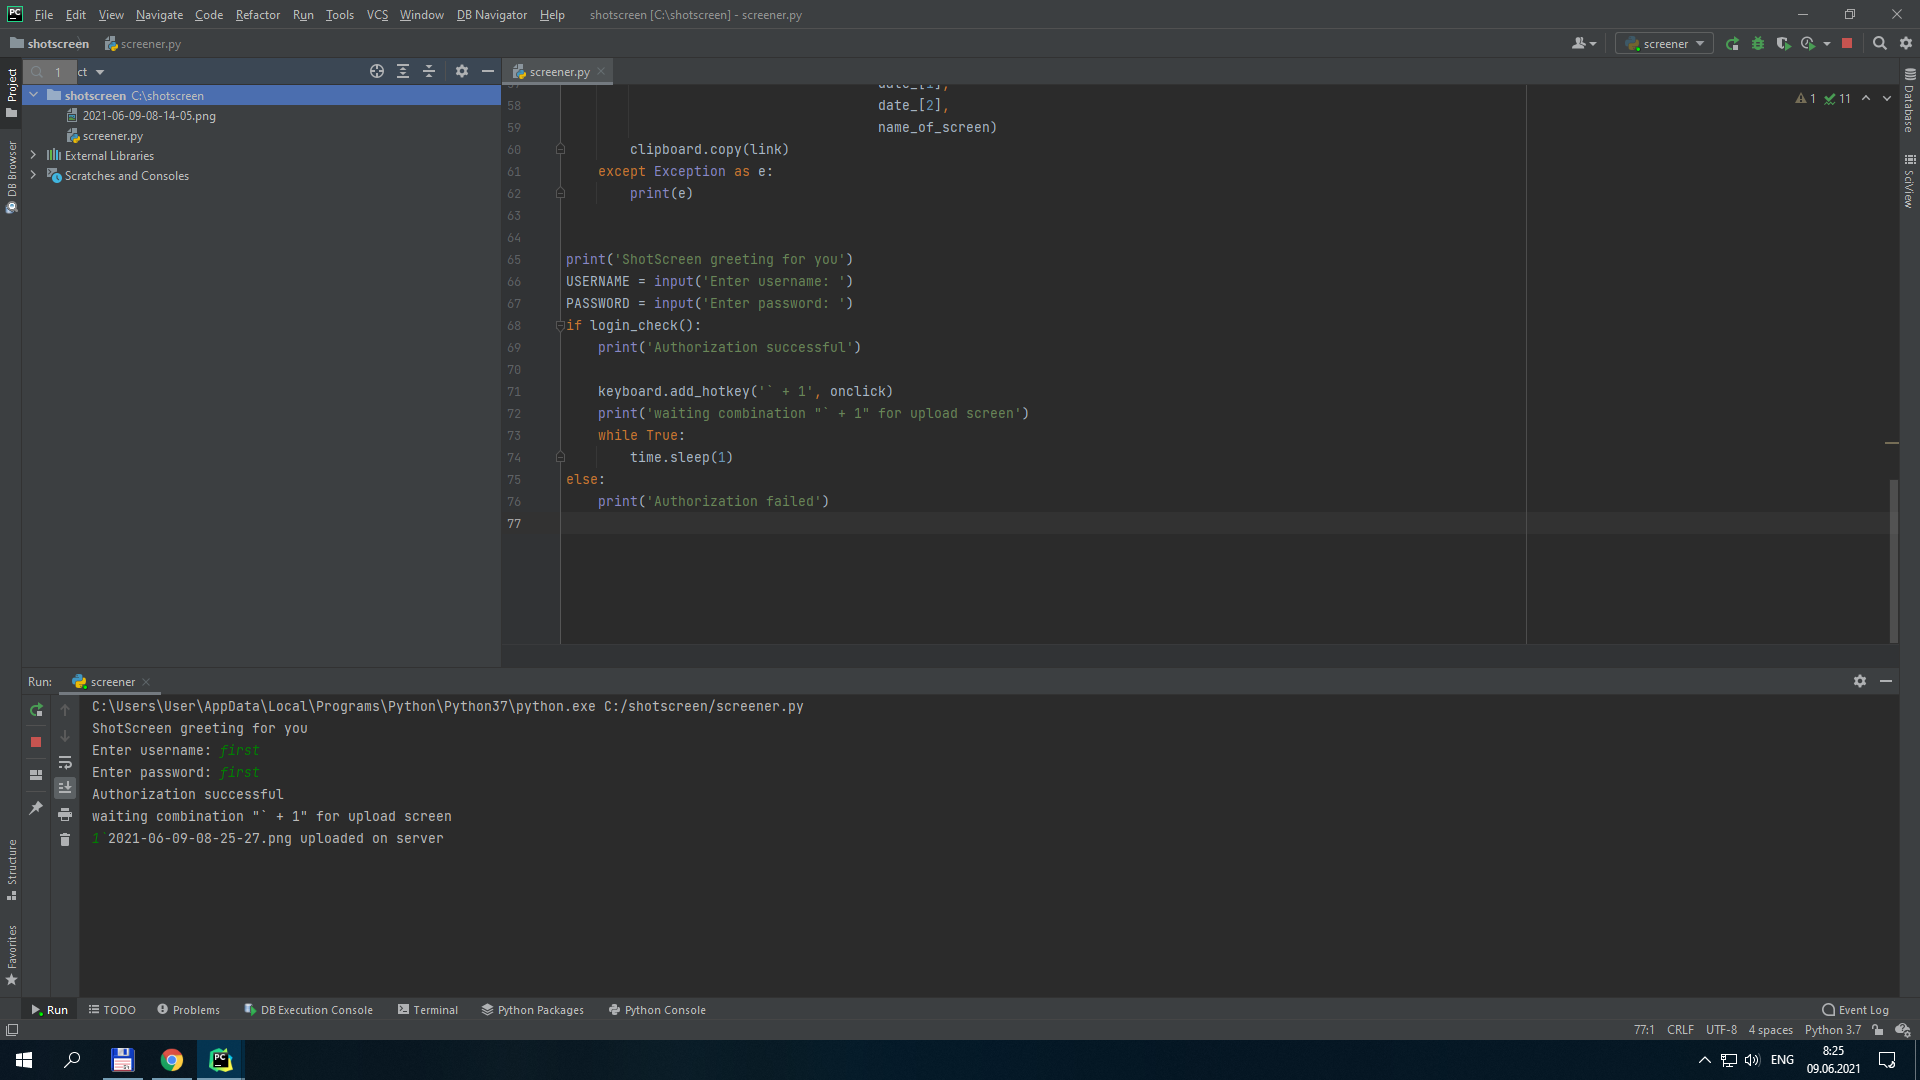 PC File Edit View Navigate Code Refactor Run Tools VCS Window DB Navigator Help shotscreen [C:\shotscreen] - screener.py
shotscreen screener.py screener
1 ct
screener.py
Project
DB Browser
Structure
Favorites
Database
SciView
shotscreen C:\shotscreen
2021-06-09-08-14-05.png
screener.py
External Libraries
Scratches and Consoles
1 11
57 date_[1],
58 date_[2],
59 name_of_screen)
60 clipboard.copy(link)
61 except Exception as e:
62 print(e)
63
64
65 print('ShotScreen greeting for you')
66 USERNAME = input('Enter username: ')
67 PASSWORD = input('Enter password: ')
68 if login_check():
69 print('Authorization successful')
70
71 keyboard.add_hotkey('` + 1', onclick)
72 print('waiting combination "` + 1" for upload screen')
73 while True:
74 time.sleep(1)
75 else:
76 print('Authorization failed')
77
Run: screener
C:\Users\User\AppData\Local\Programs\Python\Python37\python.exe C:/shotscreen/screener.py
ShotScreen greeting for you
Enter username: first
Enter password: first
Authorization successful
waiting combination "` + 1" for upload screen
1`2021-06-09-08-25-27.png uploaded on server
Run TODO Problems DB Execution Console Terminal Python Packages Python Console Event Log
77:1 CRLF UTF-8 4 spaces Python 3.7
PC ENG 8:25
09.06.2021